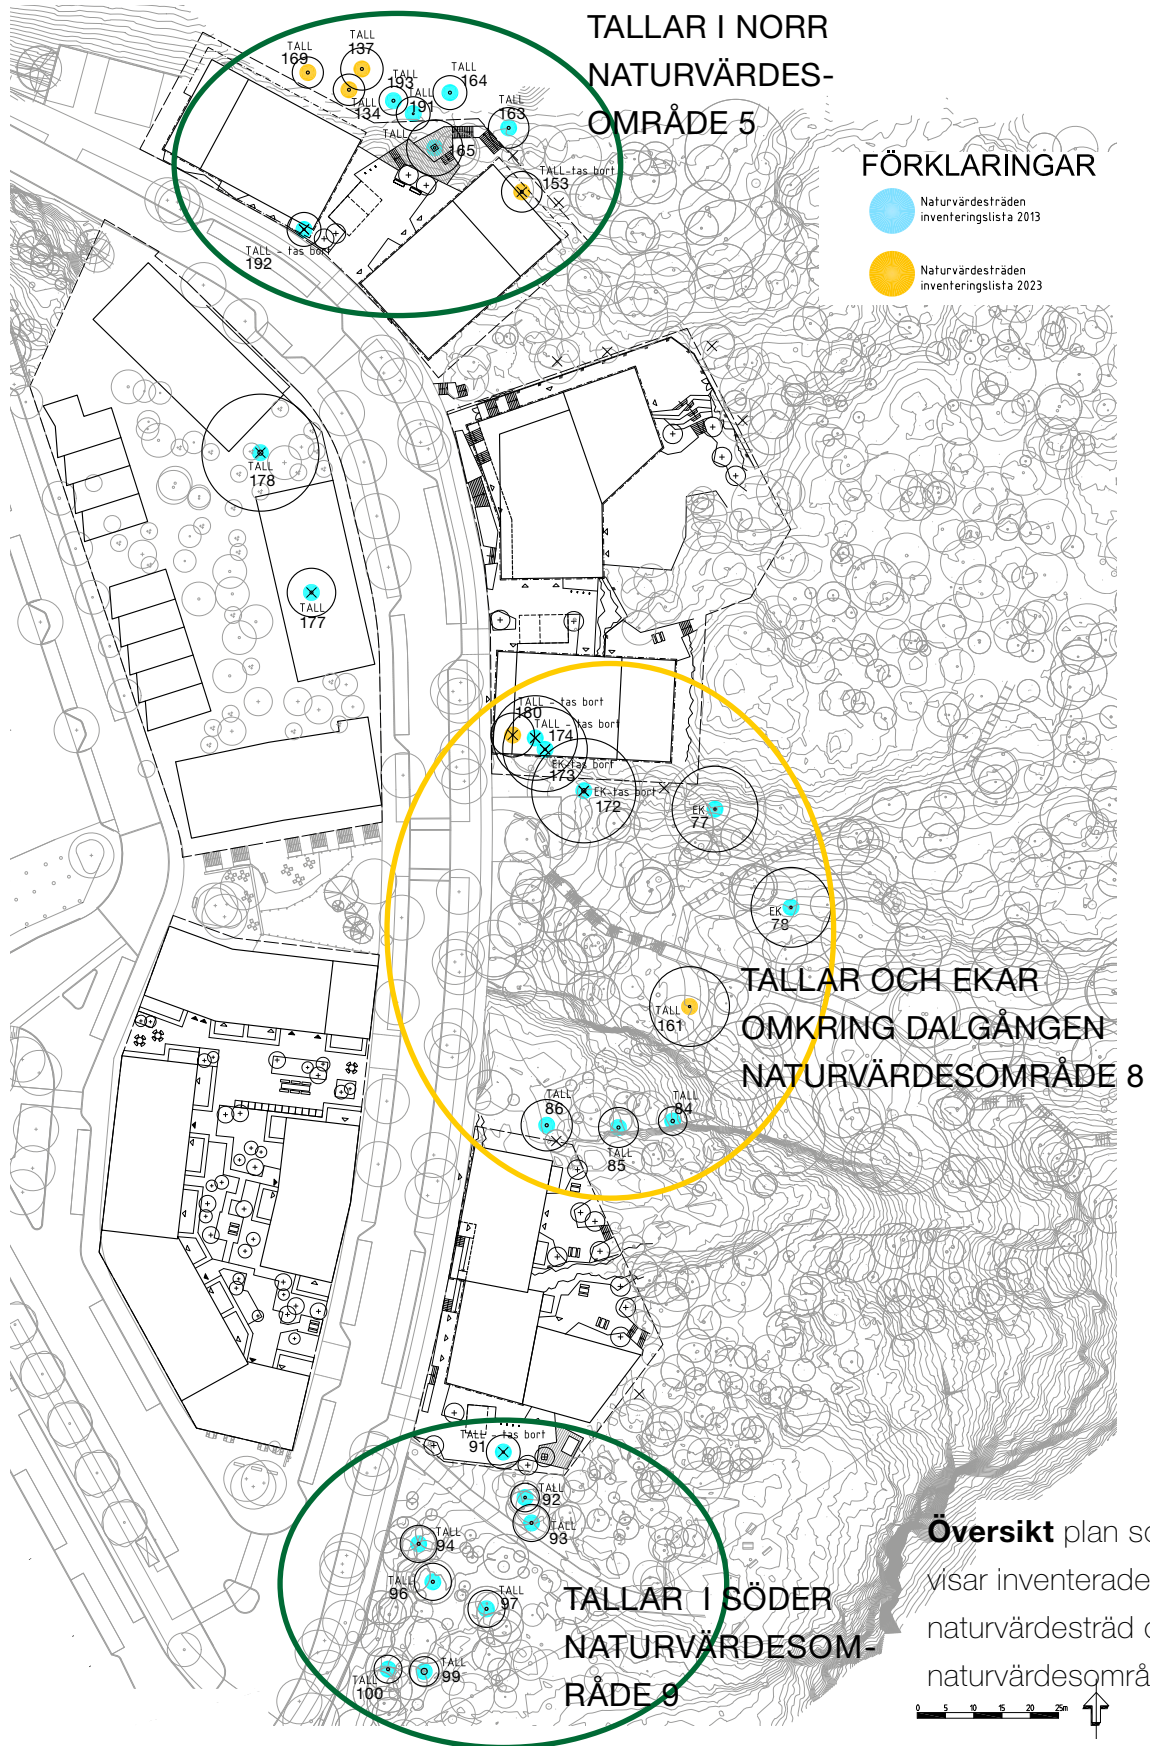 TALLAR I NORR
NATURVÄRDES-
OMRÅDE 5
FÖRKLARINGAR
Naturvärdesträden
inventeringslista 2013
Naturvärdesträden
inventeringslista 2023
TALL
169
TALL
137
TALL
134
TALL
193
TALL
191
TALL
164
TALL
163
TALL
165
TALL-tas bort
153
TALL - tas bort
192
TALL
178
TALL
177
TALL - tas bort
180
TALL - tas bort
174
EK-tas bort
173
EK-tas bort
172
EK
77
EK
78
TALL
161
TALLAR OCH EKAR
OMKRING DALGÅNGEN
NATURVÄRDESOMRÅDE 8
TALL
86
TALL
85
TALL
84
TALL - tas bort
91
TALL
92
TALL
93
TALL
94
TALL
96
TALL
97
TALL
99
TALL
100
TALLAR I SÖDER
NATURVÄRDESOM-
RÅDE 9
Översikt plan so
visar inventerade
naturvärdesträd o
naturvärdesområ
0 5 10 15 20 25m